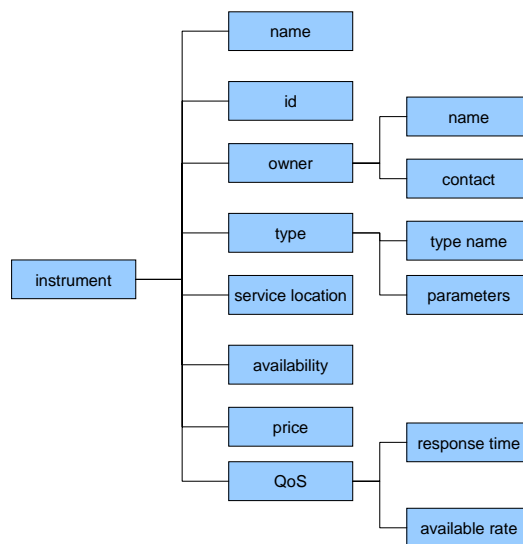 name
id
name
owner
contact
type
type name
instrument
service location
parameters
availability
price
response time
QoS
available rate